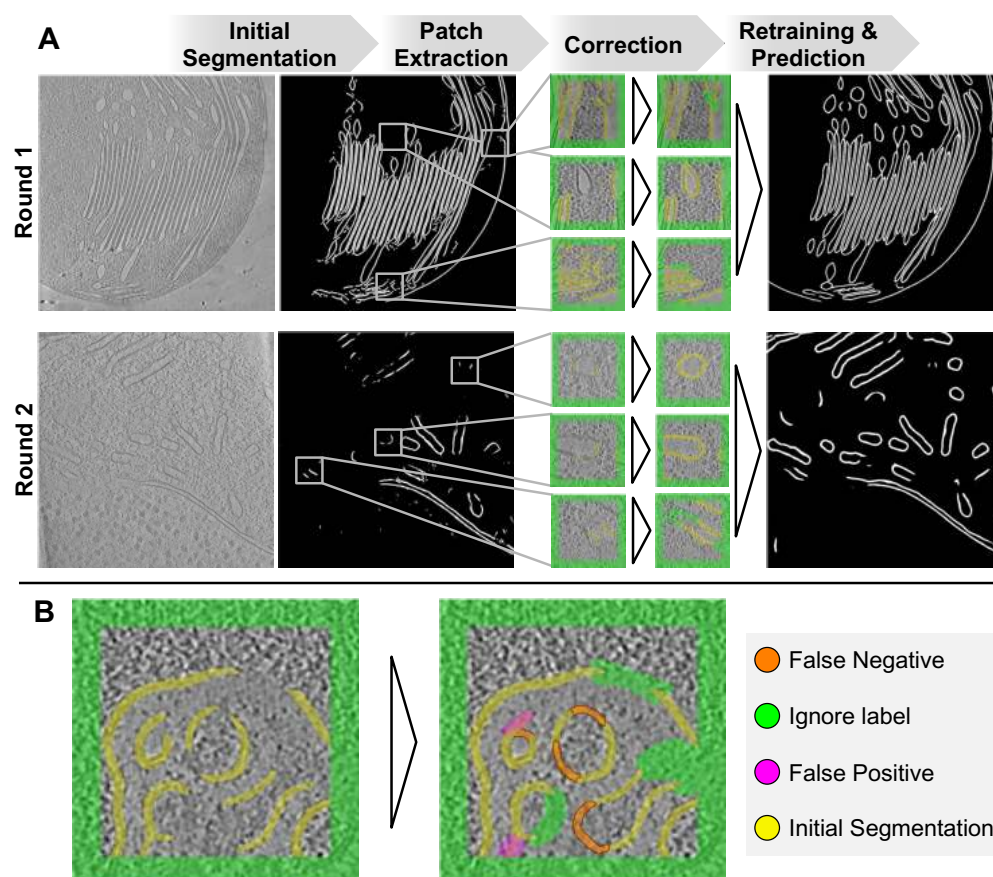 A
Initial
Segmentation
Patch
Extraction
Correction
Retraining &
Prediction
Round 1
Round 2
B
False Negative
Ignore label
False Positive
Initial Segmentation